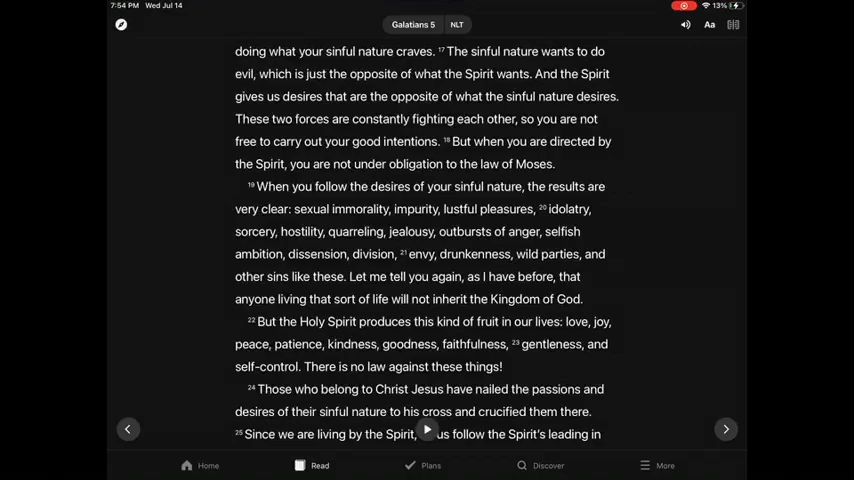 7:54 PM Wed Jul 14 13%
Galatians 5 NLT Aa
doing what your sinful nature craves. 17 The sinful nature wants to do
evil, which is just the opposite of what the Spirit wants. And the Spirit
gives us desires that are the opposite of what the sinful nature desires.
These two forces are constantly fighting each other, so you are not
free to carry out your good intentions. 18 But when you are directed by
the Spirit, you are not under obligation to the law of Moses.
19 When you follow the desires of your sinful nature, the results are
very clear: sexual immorality, impurity, lustful pleasures, 20 idolatry,
sorcery, hostility, quarreling, jealousy, outbursts of anger, selfish
ambition, dissension, division, 21 envy, drunkenness, wild parties, and
other sins like these. Let me tell you again, as I have before, that
anyone living that sort of life will not inherit the Kingdom of God.
22 But the Holy Spirit produces this kind of fruit in our lives: love, joy,
peace, patience, kindness, goodness, faithfulness, 23 gentleness, and
self-control. There is no law against these things!
24 Those who belong to Christ Jesus have nailed the passions and
desires of their sinful nature to his cross and crucified them there.
25 Since we are living by the Spirit, us follow the Spirit's leading in
Home Read Plans Discover More